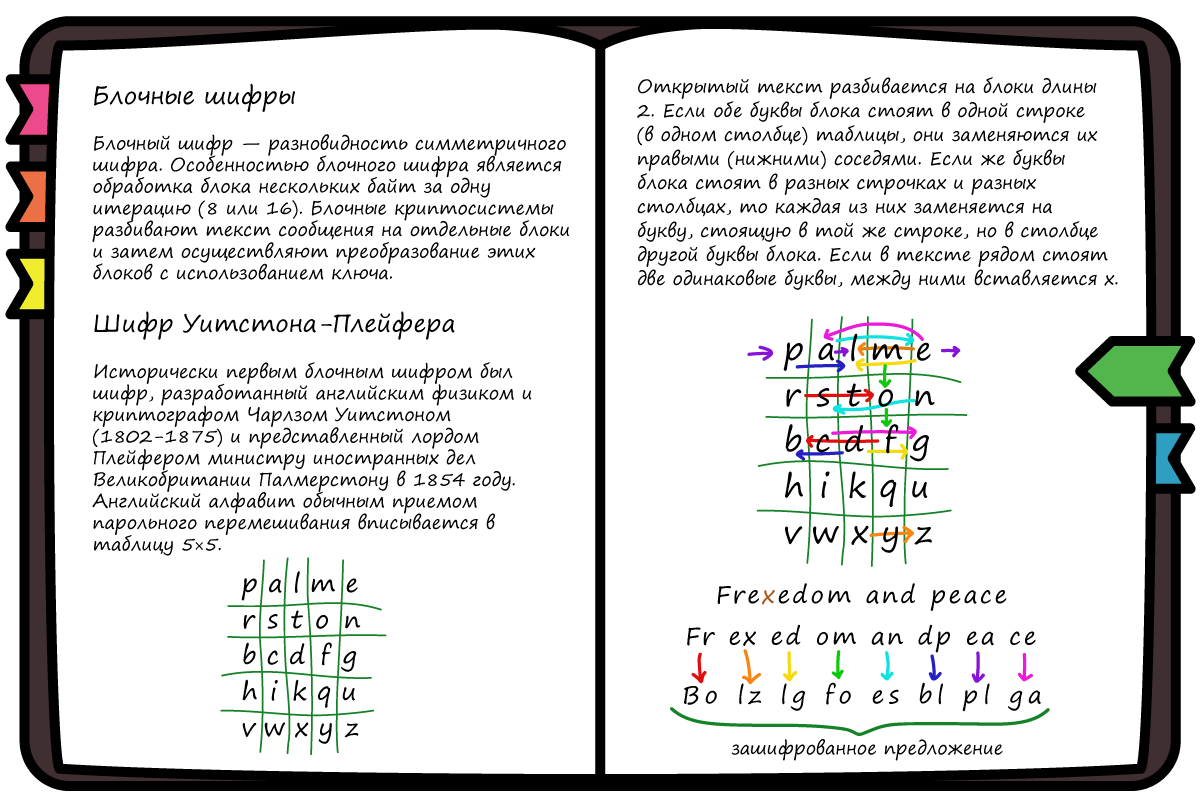 Блочные шифры
Блочный шифр — разновидность симметричного
шифра. Особенностью блочного шифра является
обработка блока нескольких байт за одну
итерацию (8 или 16). Блочные криптосистемы
разбивают текст сообщения на отдельные блоки
и затем осуществляют преобразование этих
блоков с использованием ключа.
Шифр Уитстона-Плейфера
Исторически первым блочным шифром был
шифр, разработанный английским физиком и
криптографом Чарлзом Уитстоном
(1802-1875) и представленный лордом
Плейфером министру иностранных дел
Великобритании Палмерстону в 1854 году.
Английский алфавит обычным приемом
парольного перемешивания вписывается в
таблицу 5×5.
p a l m e
r s t o n
b c d f g
h i k q u
v w x y z
Открытый текст разбивается на блоки длины
2. Если обе буквы блока стоят в одной строке
(в одном столбце) таблицы, они заменяются их
правыми (нижними) соседями. Если же буквы
блока стоят в разных строчках и разных
столбцах, то каждая из них заменяется на
букву, стоящую в той же строке, но в столбце
другой буквы блока. Если в тексте рядом стоят
две одинаковые буквы, между ними вставляется х.
p a l m e
r s t o n
b c d f g
h i k q u
v w x y z
Frexedom and peace
Fr ex ed om an dp ea ce
Bo lz lg fo es bl pl ga
зашифрованное предложение